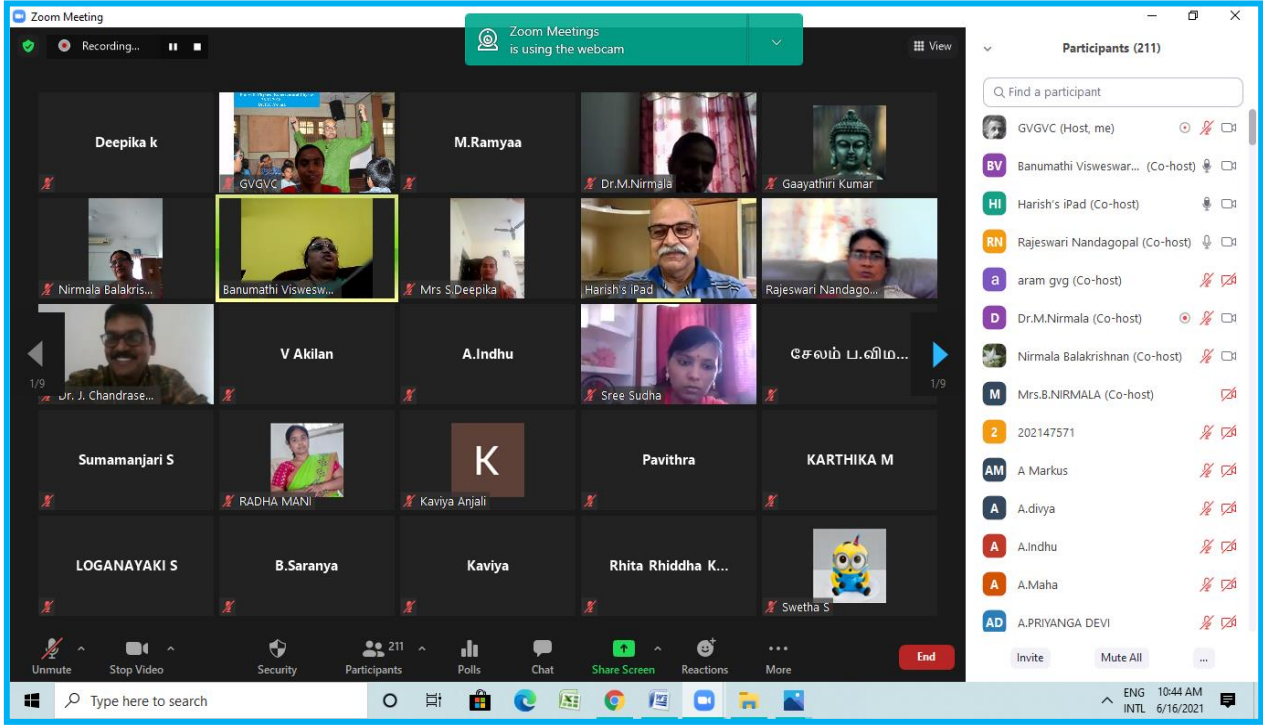 Zoom Meeting
Recording...
Zoom Meetings
is using the webcam
View
Deepika k
GVGVC
M.Ramyaa
Dr.M.Nirmala
Gaayathiri Kumar
Nirmala Balakris...
Banumathi Viswesw...
Mrs S.Deepika
Harish's iPad
Rajeswari Nandago...
1/9
Dr. J. Chandrase...
V Akilan
A.Indhu
Sree Sudha
சேலம் ப.விம...
1/9
Sumamanjari S
RADHA MANI
K
Kaviya Anjali
Pavithra
KARTHIKA M
LOGANAYAKI S
B.Saranya
Kaviya
Rhita Rhiddha K...
Swetha S
Unmute
Stop Video
Security
211
Participants
Polls
Chat
Share Screen
Reactions
More
End
Participants (211)
Find a participant
GVGVC (Host, me)
BV Banumathi Visweswar... (Co-host)
HI Harish's iPad (Co-host)
RN Rajeswari Nandagopal (Co-host)
a aram gvg (Co-host)
D Dr.M.Nirmala (Co-host)
Nirmala Balakrishnan (Co-host)
M Mrs.B.NIRMALA (Co-host)
2 202147571
AM A Markus
A A.divya
A A.Indhu
A A.Maha
AD A.PRIYANGA DEVI
Invite Mute All ...
Type here to search
ENG 10:44 AM
INTL 6/16/2021